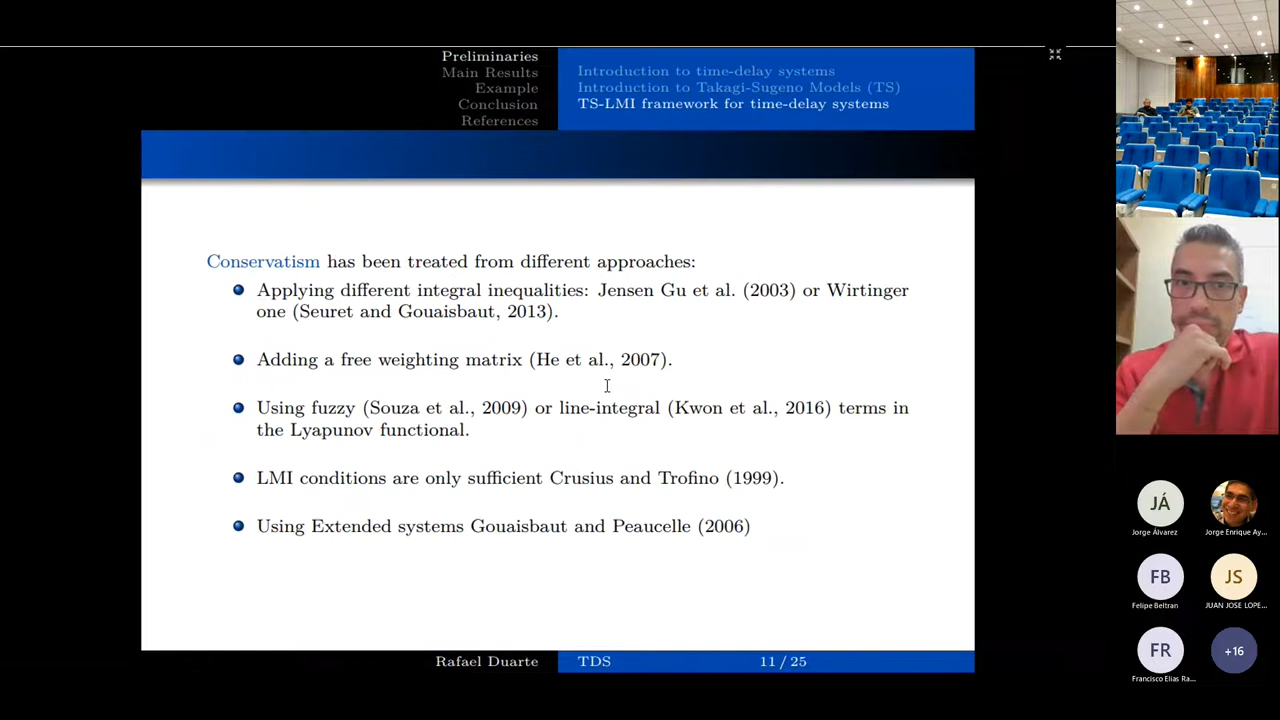 Preliminaries
Main Results
Example
Conclusion
References
Introduction to time-delay systems
Introduction to Takagi-Sugeno Models (TS)
TS-LMI framework for time-delay systems
Conservatism has been treated from different approaches:
Applying different integral inequalities: Jensen Gu et al. (2003) or Wirtinger
one (Seuret and Gouaisbaut, 2013).
Adding a free weighting matrix (He et al., 2007).
Using fuzzy (Souza et al., 2009) or line-integral (Kwon et al., 2016) terms in
the Lyapunov functional.
LMI conditions are only sufficient Crusius and Trofino (1999).
Using Extended systems Gouaisbaut and Peaucelle (2006)
Rafael Duarte
TDS
11 / 25
JÁ
Jorge Álvarez
Jorge Enrique Ay...
FB
Felipe Beltran
JS
JUAN JOSE LOPE...
FR
Francisco Elias Ra...
+16